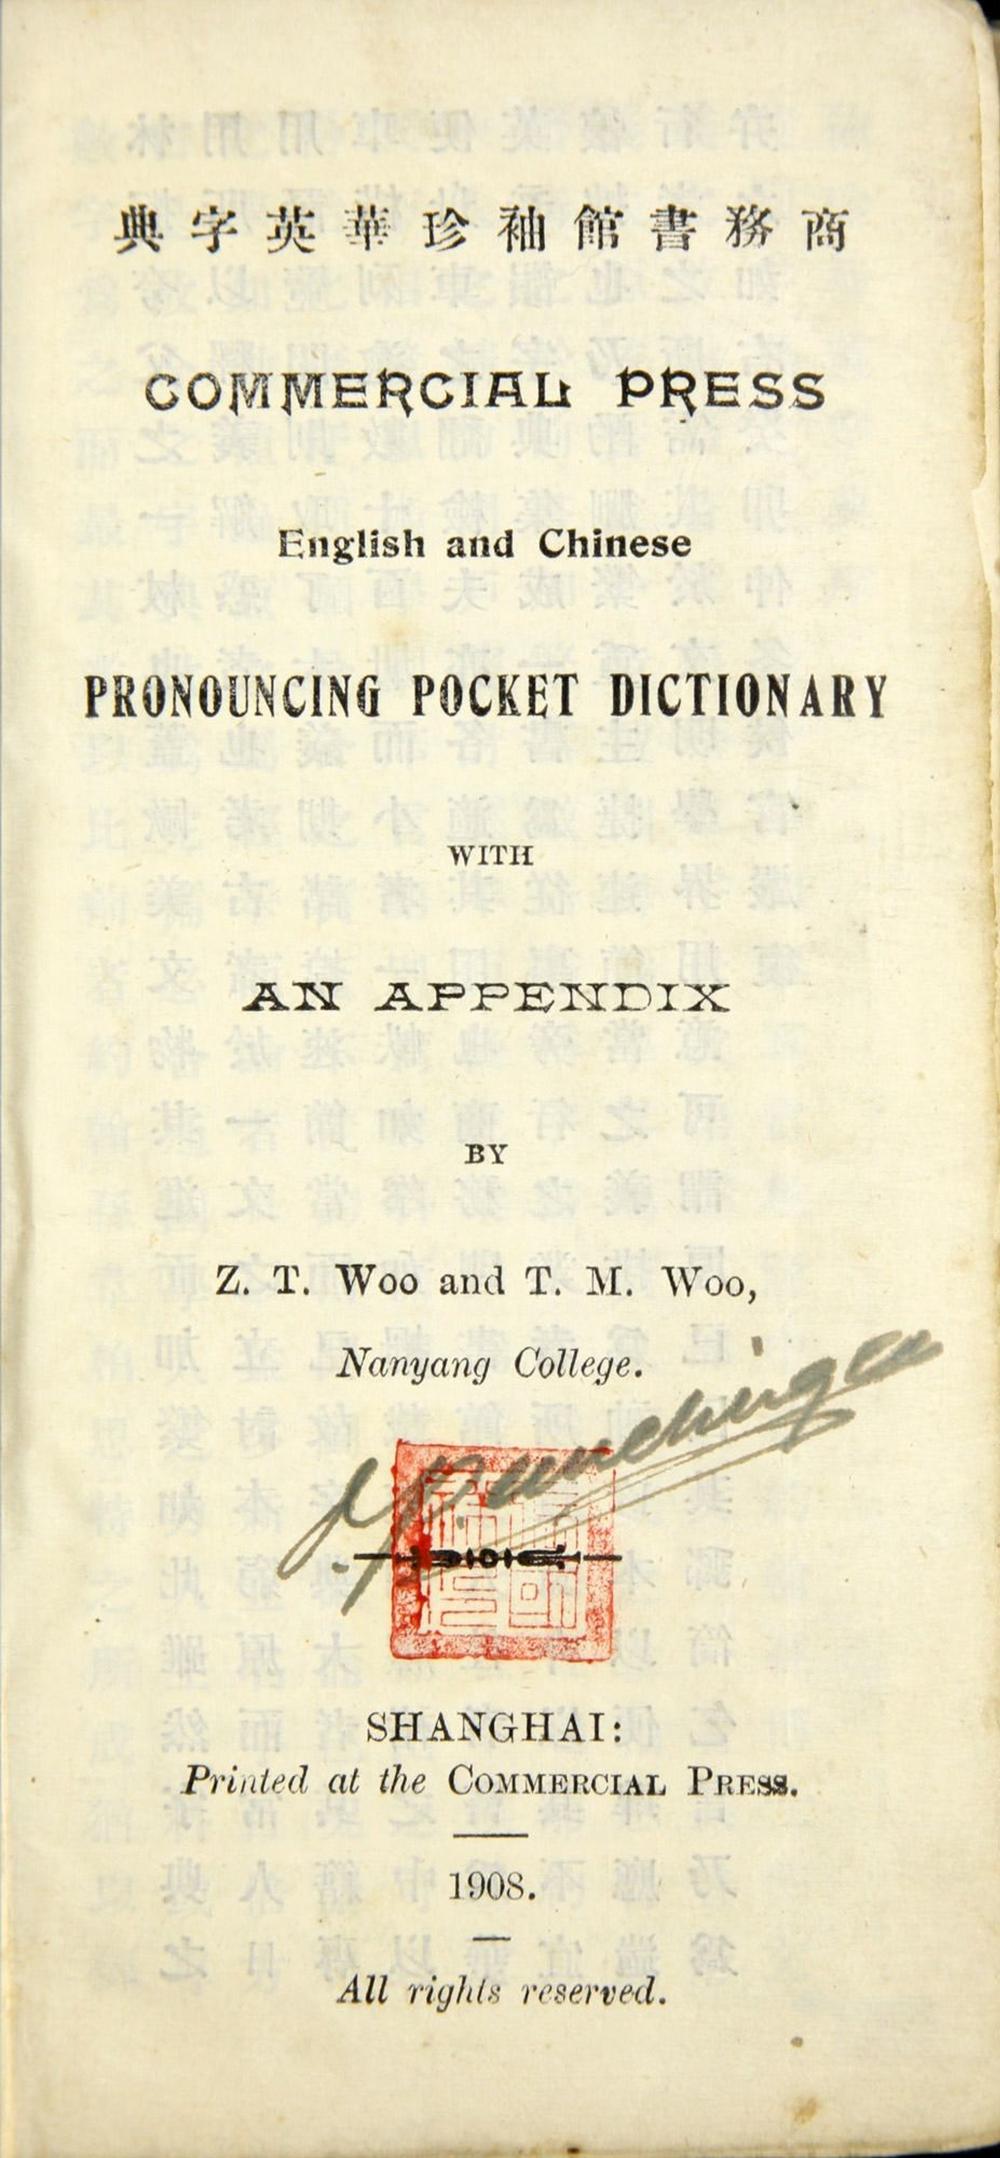 商務書館袖珍華英字典
COMMERCIAL PRESS
English and Chinese
PRONOUNCING POCKET DICTIONARY
WITH
AN APPENDIX
BY
Z. T. Woo and T. M. Woo,
Nanyang College.
SHANGHAI:
Printed at the COMMERCIAL PRESS.
1908.
All rights reserved.